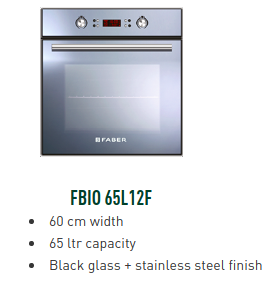 FABER
FBIO 65L12F
• 60 cm width
• 65 ltr capacity
• Black glass + stainless steel finish